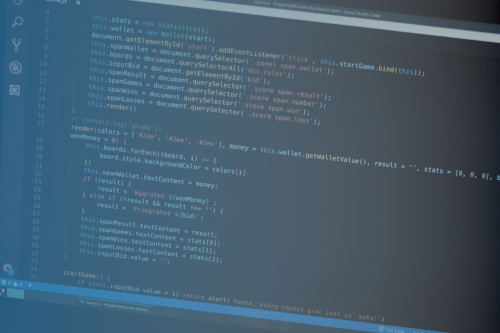 this.stats = new Statistics();
this.wallet = new Wallet(start);
document.getElementById('start').addEventListener('click', this.startGame.bind(this));
this.spanWallet = document.querySelector('.panel span.wallet');
this.boards = document.querySelectorAll('div.color');
this.inputBid = document.getElementById('bid');
this.spanResult = document.querySelector('.score span.result');
this.spanGames = document.querySelector('.score span.number');
this.spanWins = document.querySelector('.score span.win');
this.spanLosses = document.querySelector('.score span.loss');
this.render()
}
// console.log('gramy');
render(colors = ['#2ee', '#2ee', '#2ee'], money = this.wallet.getWalletValue(), result = "", stats = [0, 0, 0],
wonMoney = 0) {
this.boards.forEach((board, i) => {
board.style.backgroundColor = colors[i]
})
this.spanWallet.textContent = money;
if (result) {
result = `Wygrałeś ${wonMoney}`;
} else if (!result && result !== "") {
result = `Przegrałeś ${bid}`;
}
this.spanResult.textContent = result;
this.spanGames.textContent = stats[0];
this.spanWins.textContent = stats[1];
this.spanLosses.textContent = stats[2];
this.inputBid.value = "";
}
startGame() {
if (this.inputBid.value < 1) return alert('Kwota, którą chcesz grać jest za mała!')